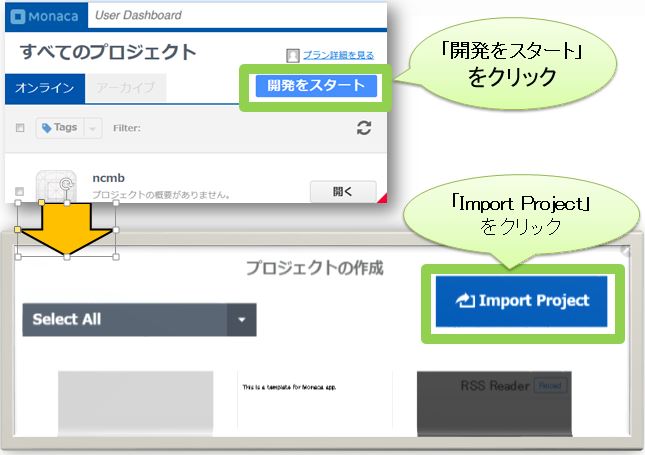 Monaca User Dashboard
すべてのプロジェクト
プラン詳細を見る
オンライン
アーカイブ
開発をスタート
「開発をスタート」
をクリック
Tags
Filter:
ncmb
プロジェクトの概要がありません。
開く
「Import Project」
をクリック
プロジェクトの作成
Select All
Import Project
This is a template for Monaca app.
RSS Reader
Reload